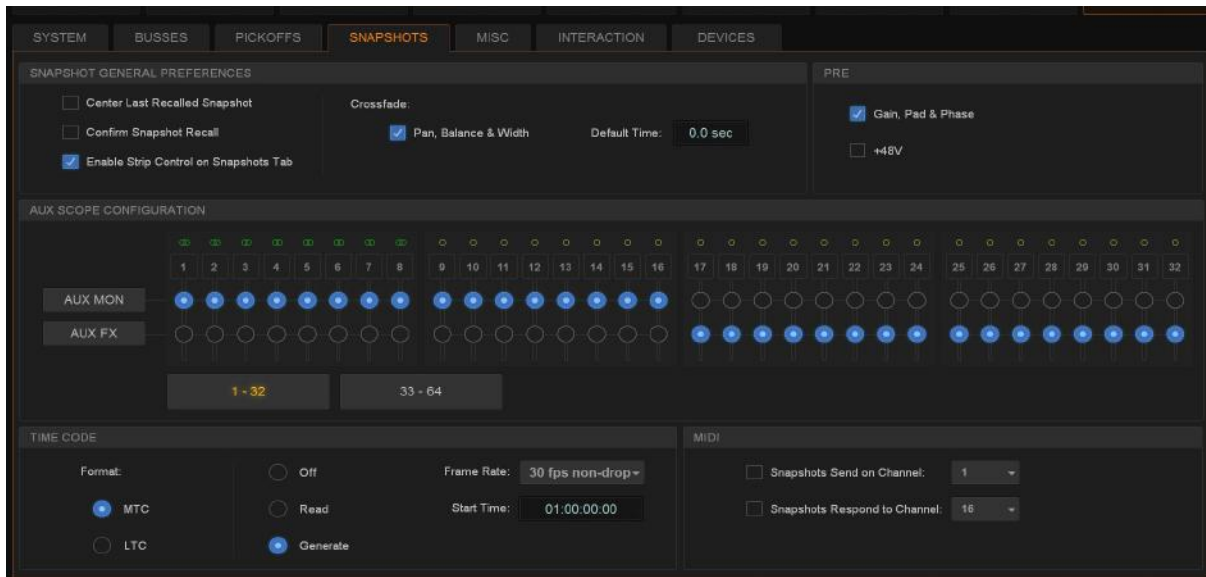 SYSTEM BUSSES PICKOFFS SNAPSHOTS MISC INTERACTION DEVICES
SNAPSHOT GENERAL PREFERENCES
Center Last Recalled Snapshot
Confirm Snapshot Recall
Enable Strip Control on Snapshots Tab
Crossfade:
Pan, Balance & Width Default Time: 0.0 sec
PRE
Gain, Pad & Phase
+48V
AUX SCOPE CONFIGURATION
1 2 3 4 5 6 7 8 9 10 11 12 13 14 15 16 17 18 19 20 21 22 23 24 25 26 27 28 29 30 31 32
AUX MON
AUX FX
1 - 32 33 - 64
TIME CODE
Format:
MTC
LTC
Off
Read
Generate
Frame Rate: 30 fps non-drop
Start Time: 01:00:00:00
MIDI
Snapshots Send on Channel: 1
Snapshots Respond to Channel: 16